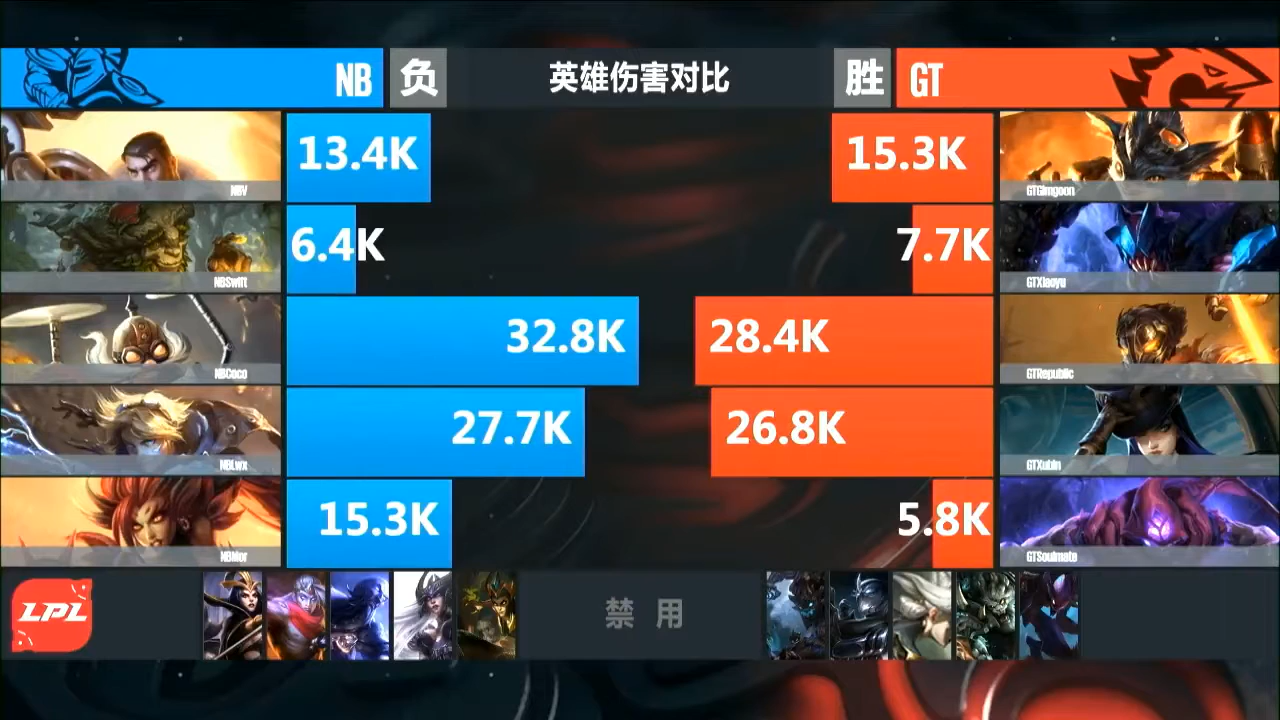 NB 负 英雄伤害对比 胜 GT
13.4K 15.3K
NBV GTGimgoon
6.4K 7.7K
NBSwift GTXiaoyu
32.8K 28.4K
NBCoco GTRepublic
27.7K 26.8K
NBLwx GTXubin
15.3K 5.8K
NBMor GTSoulmate
LPL 禁用